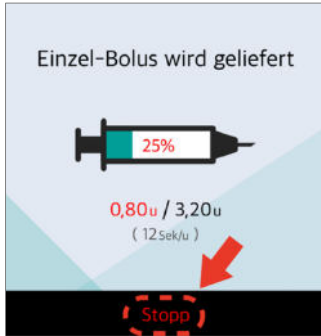 Einzel-Bolus wird geliefert
25%
0,80u / 3,20u
( 12Sek/u )
Stopp